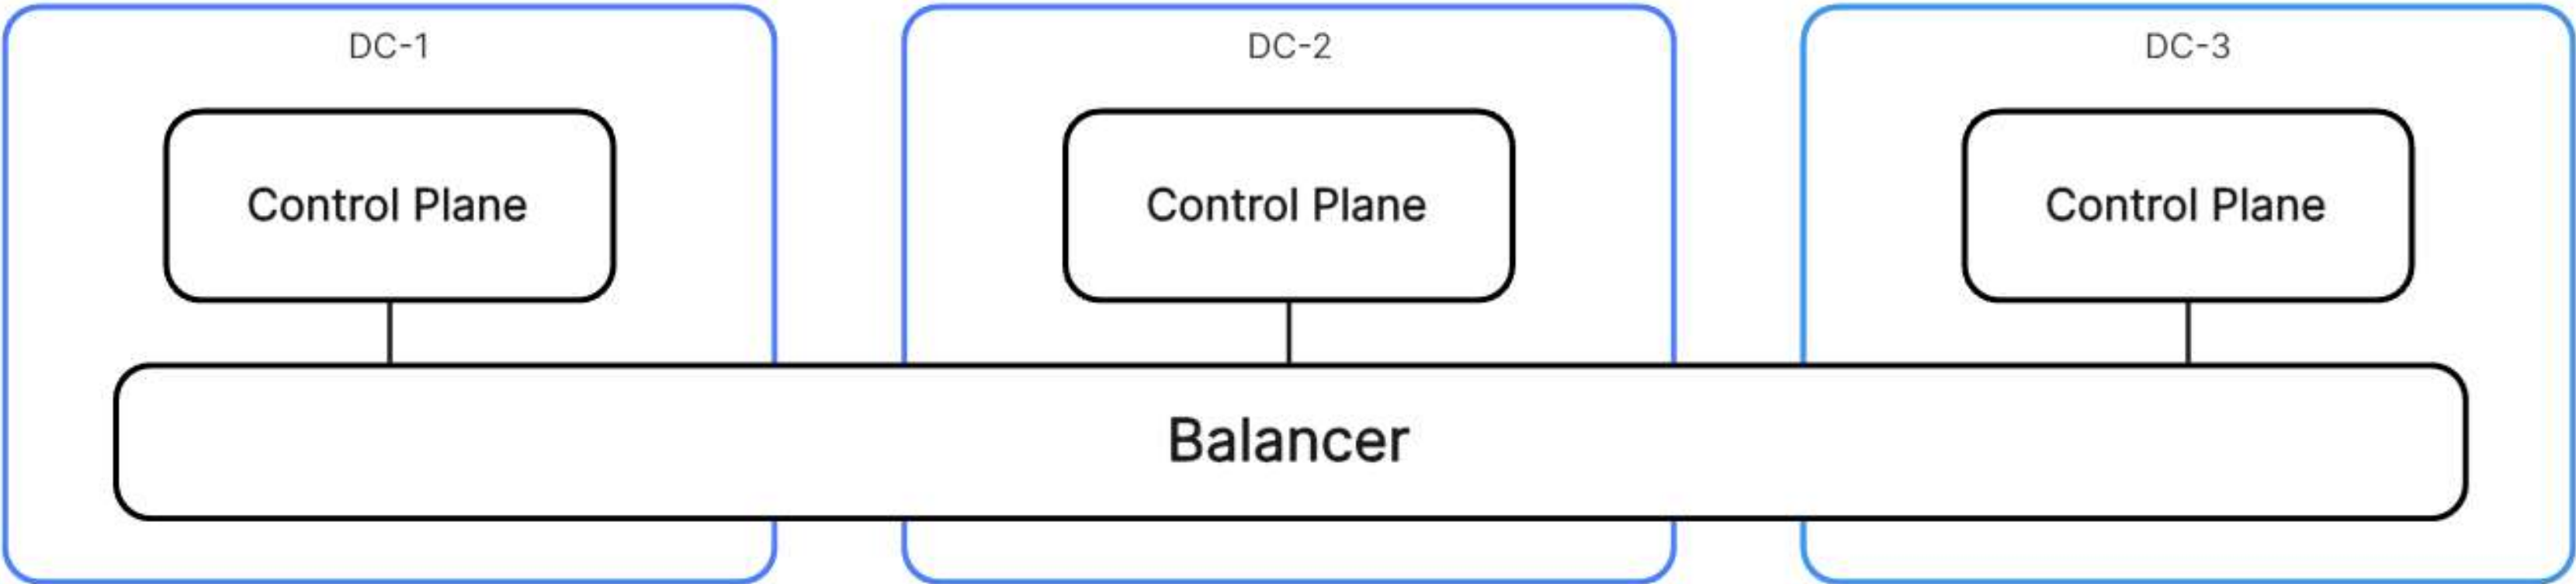 DC-1
DC-2
DC-3
Control Plane
Control Plane
Control Plane
Balancer